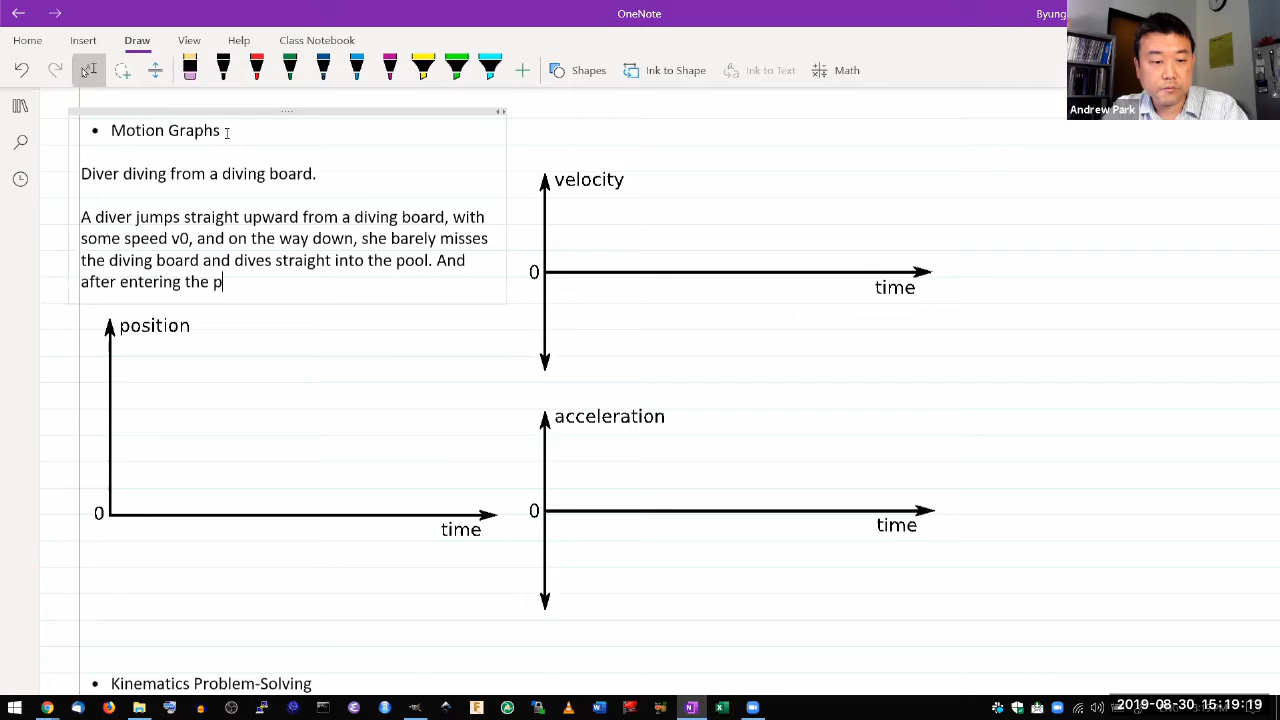 OneNote
Byung
Home
Insert
Draw
View
Help
Class Notebook
Shapes
Ink to Shape
Ink to Text
Math
Andrew Park
• Motion Graphs
Diver diving from a diving board.
A diver jumps straight upward from a diving board, with
some speed v0, and on the way down, she barely misses
the diving board and dives straight into the pool. And
after entering the p
velocity
0
time
position
0
time
acceleration
0
time
• Kinematics Problem-Solving
2019-08-30 15:19:19